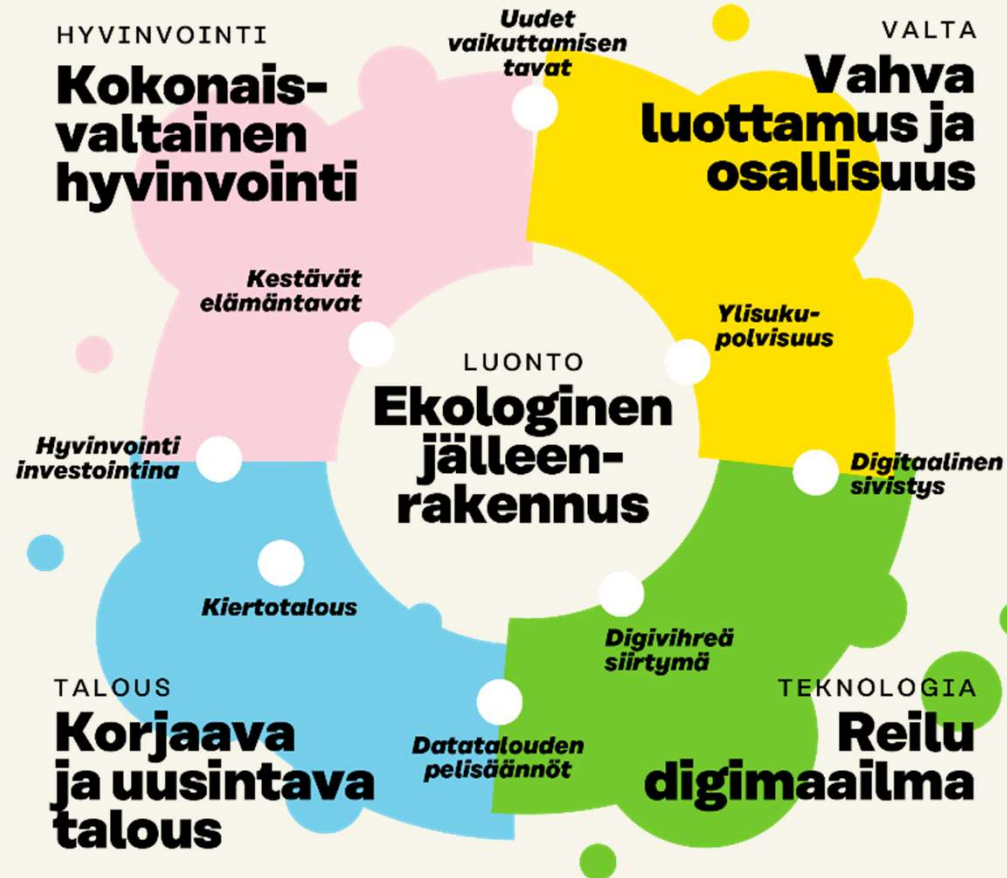 HYVINVOINTI
Kokonais-
valtainen
hyvinvointi
Uudet
vaikuttamisen
tavat
VALTA
Vahva
luottamus ja
osallisuus
Kestävät
elämäntavat
Ylisuku-
polvisuus
LUONTO
Ekologinen
jälleen-
rakennus
Hyvinvointi
investointina
Digitaalinen
sivistys
Kiertotalous
Digivihreä
siirtymä
TALOUS
Korjaava
ja uusintava
talous
Datatalouden
pelisäännöt
TEKNOLOGIA
Reilu
digimaailma